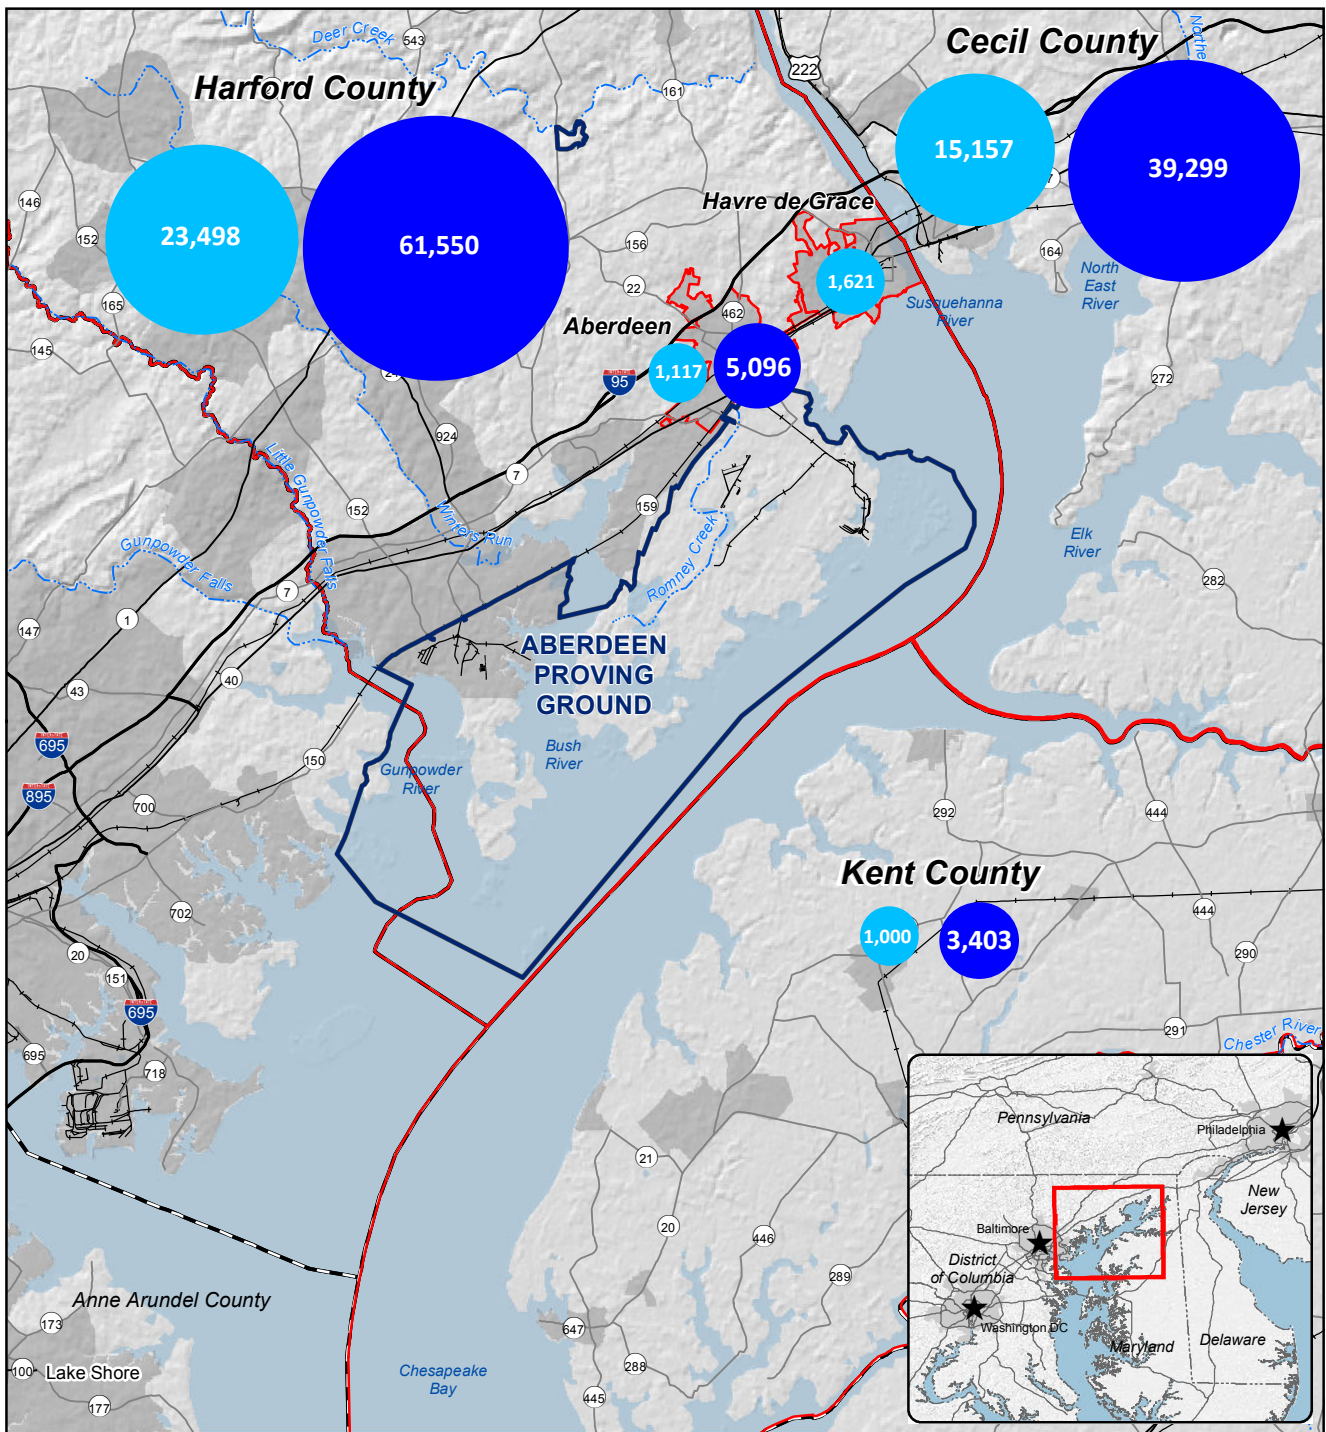 Deer Creek
543
Cecil County
Northe
222
Harford County
161
15,157
39,299
146
152
23,498
61,550
Havre de Grace
156
164
North
East
River
22
1,621
Susquehanna
River
165
462
Aberdeen
145
95
1,117
5,096
272
924
7
Little Gunpowder Falls
152
159
Winters Run
Gunpowder Falls
Romney Creek
Elk
River
7
282
1
147
ABERDEEN
PROVING
GROUND
40
43
695
Bush
River
150
Gunpowder
River
895
700
292
444
Kent County
702
444
1,000
3,403
20
151
290
695
291
Chester River
695
718
Pennsylvania
Philadelphia
21
New
Jersey
20
446
Baltimore
District
of Columbia
289
Anne Arundel County
173
647
Washington DC
Maryland
Delaware
288
100
Lake Shore
Chesapeake
Bay
445
177